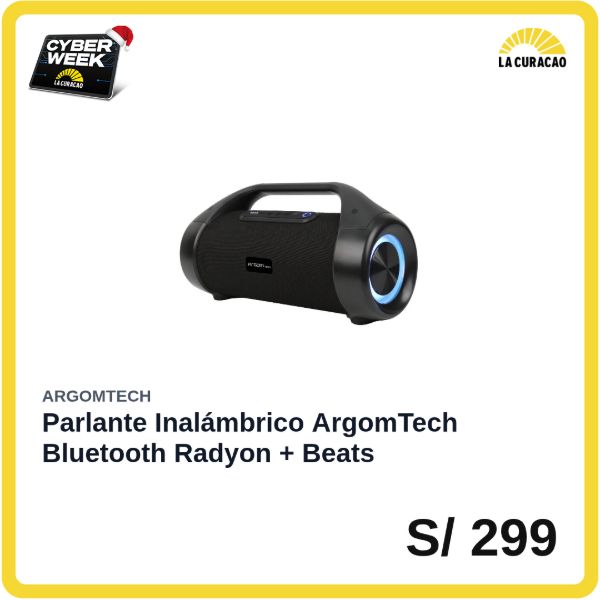 CYBER
WEEK
LA CURACAO
LA CURACAO
ARGOMTECH
Parlante Inalámbrico ArgomTech
Bluetooth Radyon + Beats
S/ 299